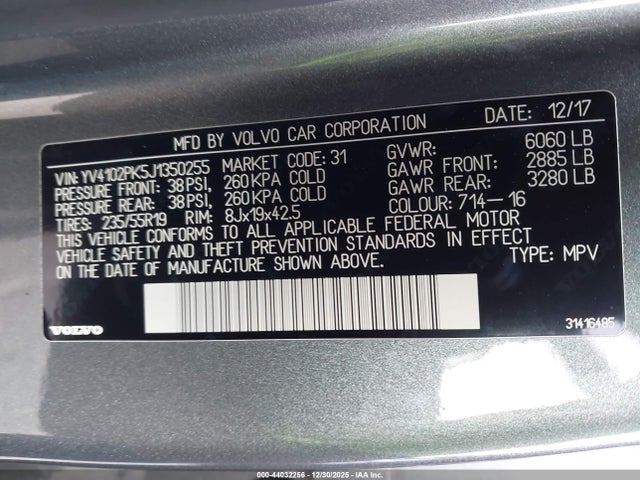 MFD BY VOLVO CAR CORPORATION DATE: 12/17
VIN: YV4102PK5J1350255 MARKET CODE: 31 GVWR: 6060 LB
PRESSURE FRONT: 38PSI, 260KPA COLD GAWR FRONT: 2885 LB
PRESSURE REAR: 38PSI, 260KPA COLD GAWR REAR: 3280 LB
TIRES: 235/55R19 RIM: 8Jx19x42.5 COLOUR: 714-16
THIS VEHICLE CONFORMS TO ALL APPLICABLE FEDERAL MOTOR
VEHICLE SAFETY AND THEFT PREVENTION STANDARDS IN EFFECT
ON THE DATE OF MANUFACTURE SHOWN ABOVE. TYPE: MPV
VOLVO 31416485
000-44032256 - 12/30/2025 - IAAI.CA